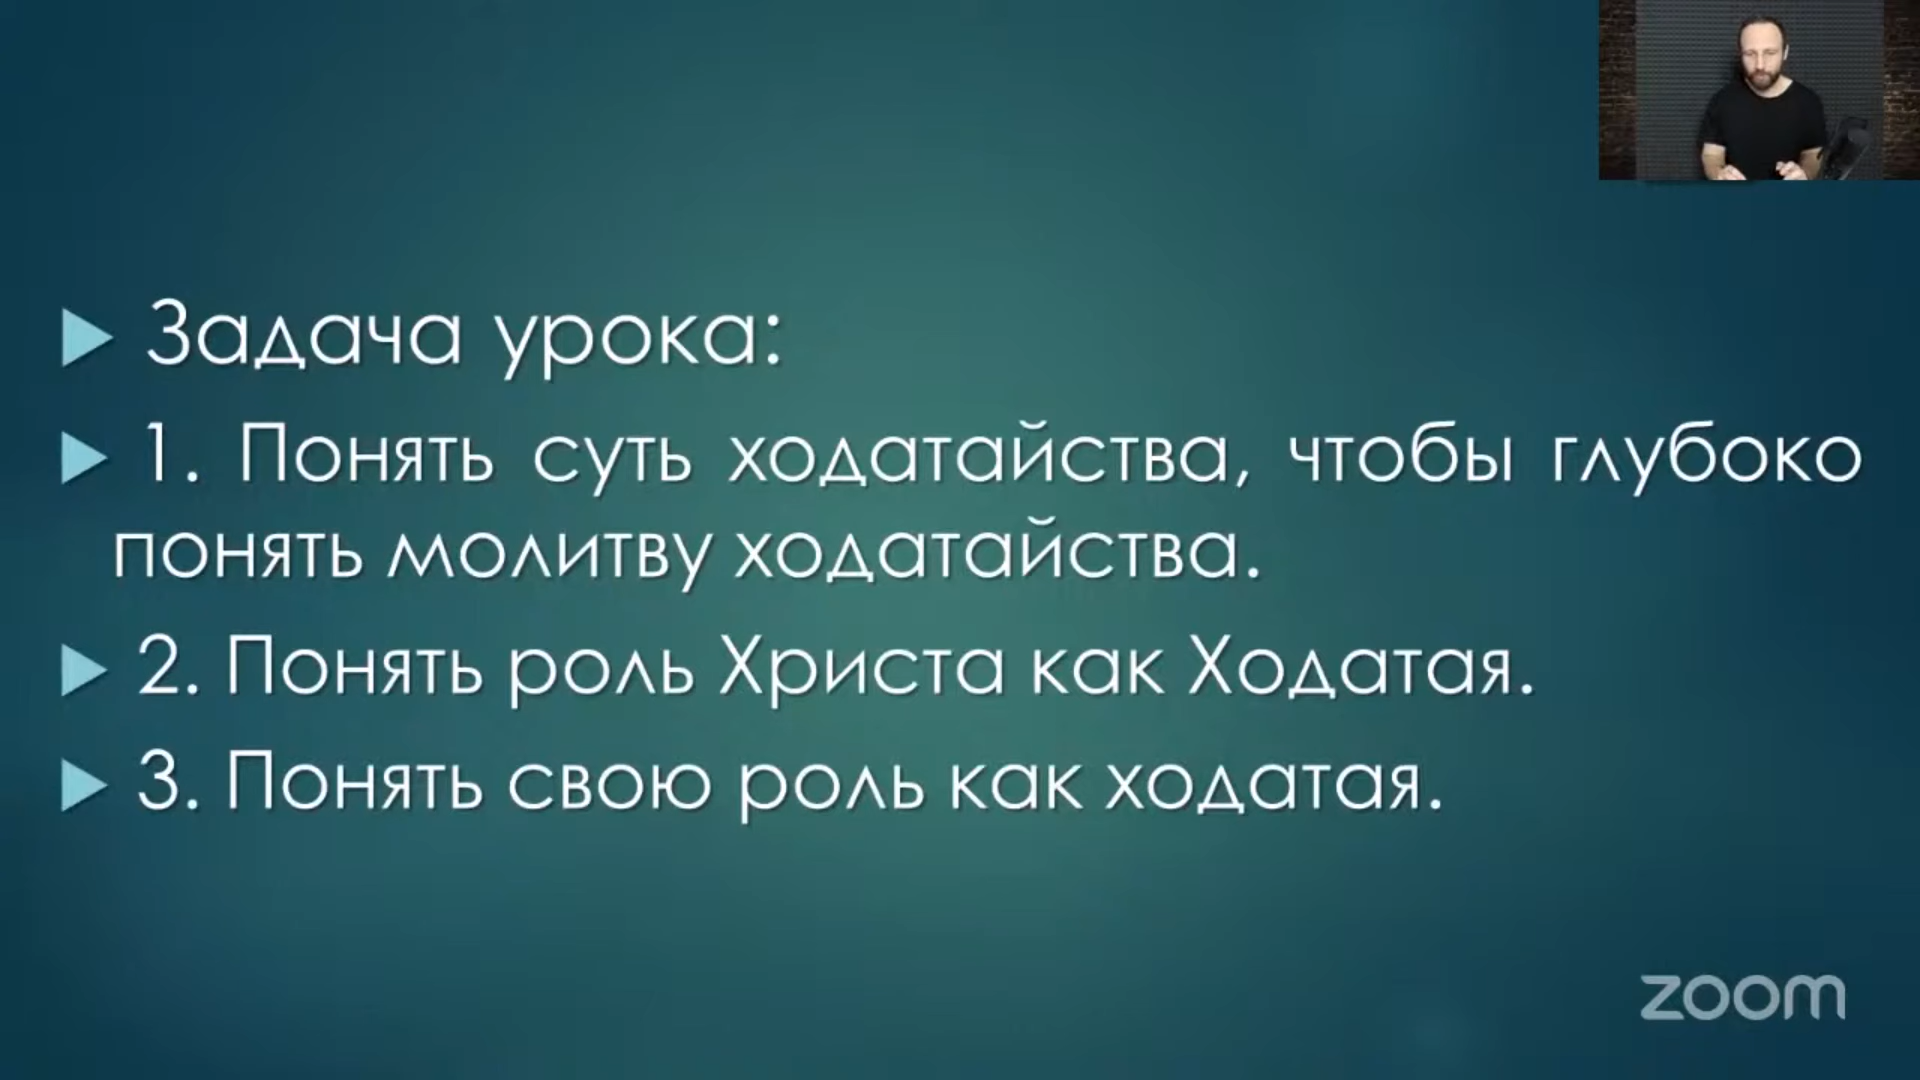 Задача урока:
1. Понять суть ходатайства, чтобы глубоко
понять молитву ходатайства.
2. Понять роль Христа как Ходатая.
3. Понять свою роль как ходатая.
zoom